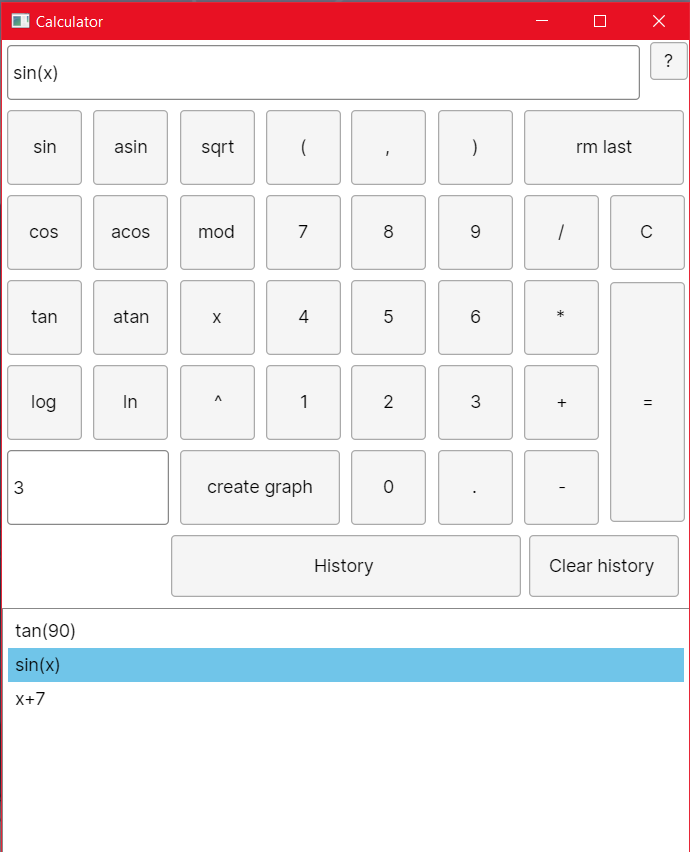 Calculator
sin(x)
?
sin asin sqrt ( , ) rm last
cos acos mod 7 8 9 / C
tan atan x 4 5 6 *
log ln ^ 1 2 3 + =
3 create graph 0 . -
History Clear history
tan(90)
sin(x)
x+7